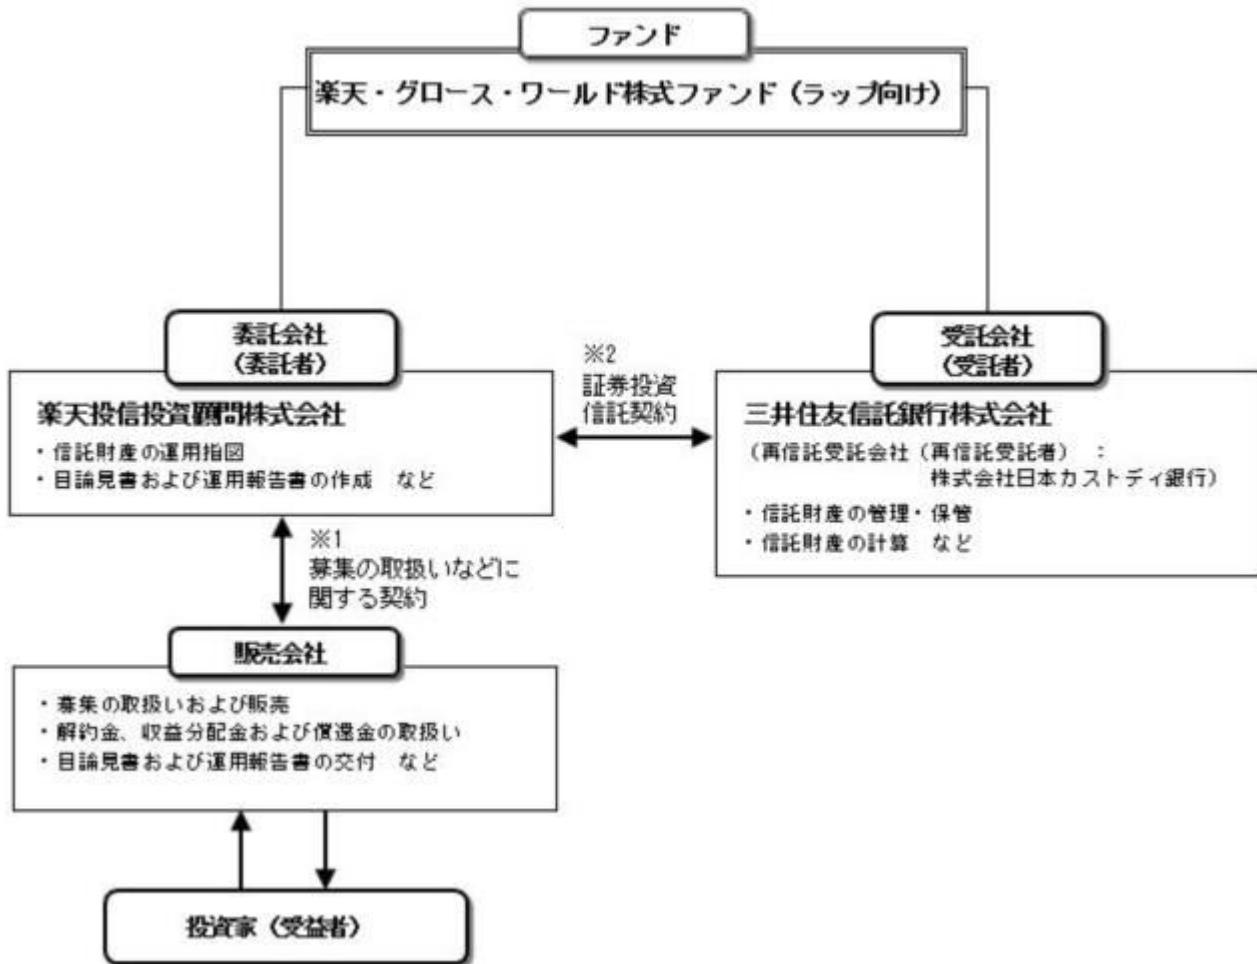 ファンド
楽天・グロース・ワールド株式ファンド（ラップ向け）
委託会社
（委託者）
楽天投信投資顧問株式会社
・信託財産の運用指図
・目論見書および運用報告書の作成　など
※2
証券投資
信託契約
受託会社
（受託者）
三井住友信託銀行株式会社
（再信託受託会社（再信託受託者）　：
株式会社日本カストディ銀行）
・信託財産の管理・保管
・信託財産の計算　など
※1
募集の取扱いなどに
関する契約
販売会社
・募集の取扱いおよび販売
・解約金、収益分配金および償還金の取扱い
・目論見書および運用報告書の交付　など
投資家（受益者）